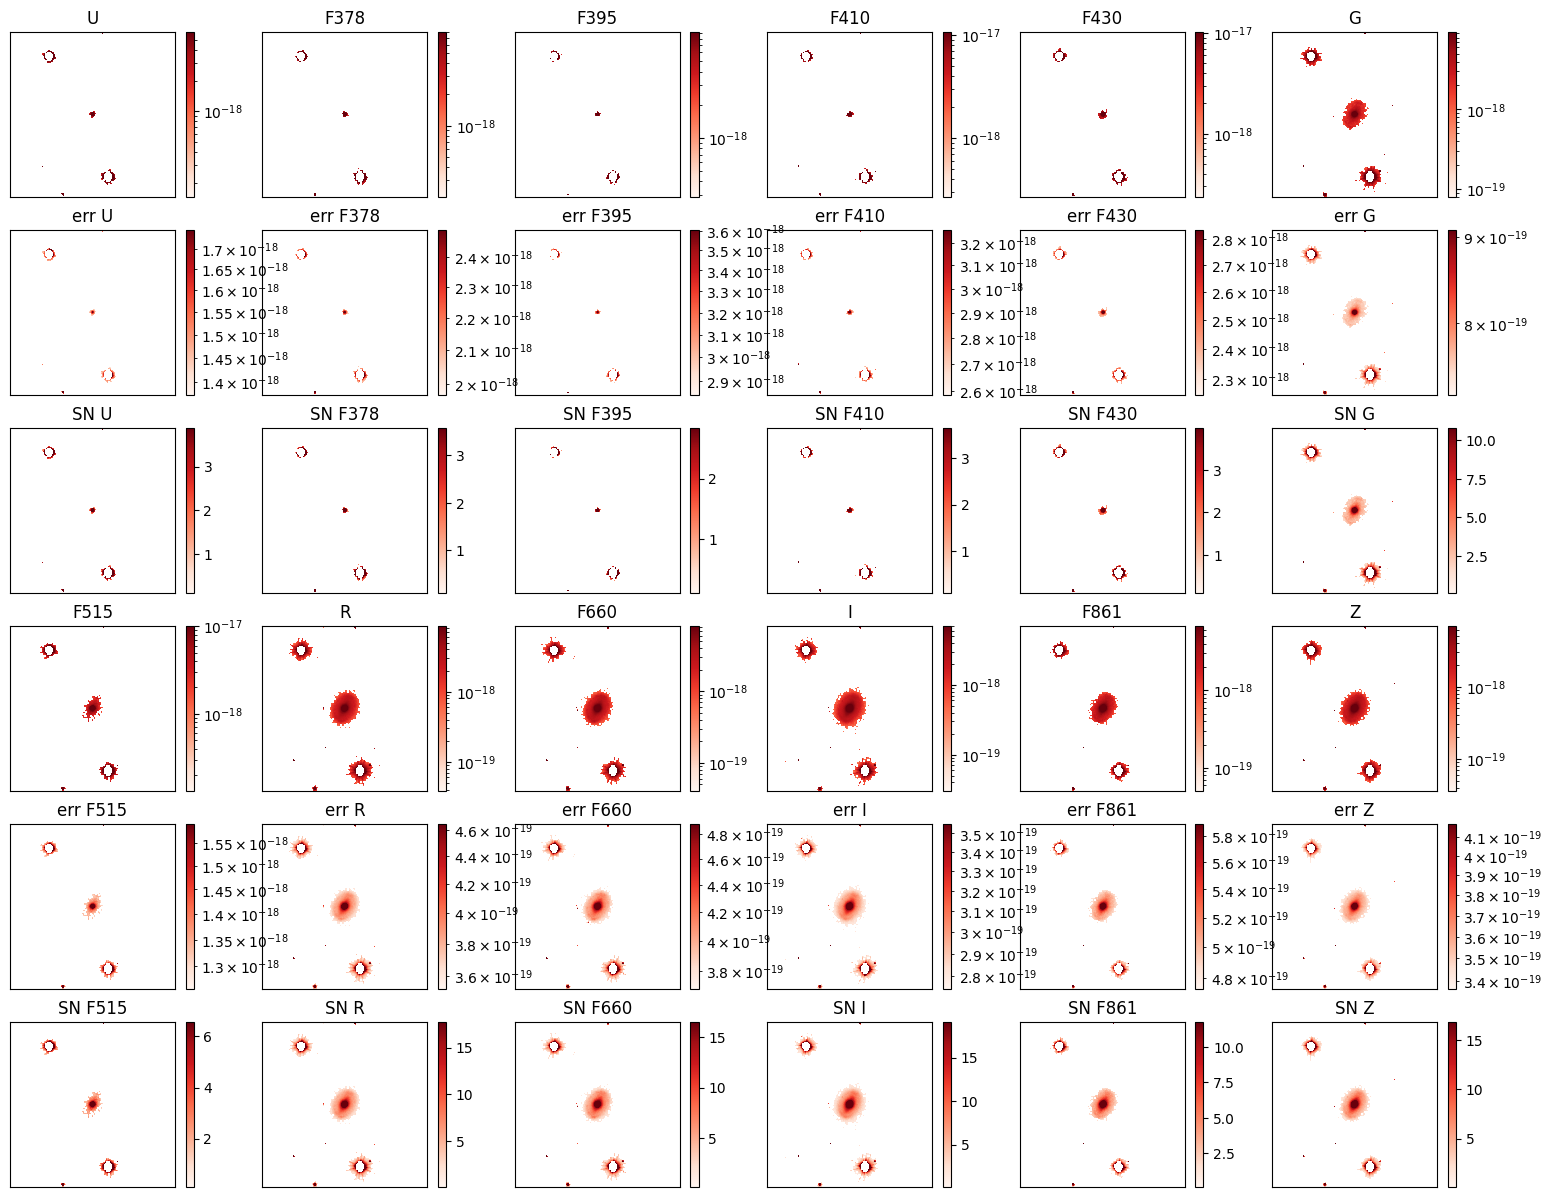 U F378 F395 F410 F430 G
10⁻¹⁸ 10⁻¹⁸ 10⁻¹⁸ 10⁻¹⁷ 10⁻¹⁸ 10⁻¹⁷ 10⁻¹⁸ 10⁻¹⁸ 10⁻¹⁹
err U err F378 err F395 err F410 err F430 err G
1.7 × 10⁻¹⁸ 1.65 × 10⁻¹⁸ 1.6 × 10⁻¹⁸ 1.55 × 10⁻¹⁸ 1.5 × 10⁻¹⁸ 1.45 × 10⁻¹⁸ 1.4 × 10⁻¹⁸
2.4 × 10⁻¹⁸ 2.3 × 10⁻¹⁸ 2.2 × 10⁻¹⁸ 2.1 × 10⁻¹⁸ 2 × 10⁻¹⁸
3.6 × 10⁻¹⁸ 3.5 × 10⁻¹⁸ 3.4 × 10⁻¹⁸ 3.3 × 10⁻¹⁸ 3.2 × 10⁻¹⁸ 3.1 × 10⁻¹⁸ 3 × 10⁻¹⁸ 2.9 × 10⁻¹⁸
3.2 × 10⁻¹⁸ 3.1 × 10⁻¹⁸ 3 × 10⁻¹⁸ 2.9 × 10⁻¹⁸ 2.8 × 10⁻¹⁸ 2.7 × 10⁻¹⁸ 2.6 × 10⁻¹⁸
2.8 × 10⁻¹⁸ 2.7 × 10⁻¹⁸ 2.6 × 10⁻¹⁸ 2.5 × 10⁻¹⁸ 2.4 × 10⁻¹⁸ 2.3 × 10⁻¹⁸
9 × 10⁻¹⁹ 8 × 10⁻¹⁹
SN U SN F378 SN F395 SN F410 SN F430 SN G
3 2 1
3 2 1
2 1
3 2 1
3 2 1
10.0 7.5 5.0 2.5
F515 R F660 I F861 Z
10⁻¹⁷ 10⁻¹⁸ 10⁻¹⁸ 10⁻¹⁹ 10⁻¹⁸ 10⁻¹⁹ 10⁻¹⁸ 10⁻¹⁹ 10⁻¹⁸ 10⁻¹⁹ 10⁻¹⁸ 10⁻¹⁹
err F515 err R err F660 err I err F861 err Z
1.55 × 10⁻¹⁸ 1.5 × 10⁻¹⁸ 1.45 × 10⁻¹⁸ 1.4 × 10⁻¹⁸ 1.35 × 10⁻¹⁸ 1.3 × 10⁻¹⁸
4.6 × 10⁻¹⁹ 4.4 × 10⁻¹⁹ 4.2 × 10⁻¹⁹ 4 × 10⁻¹⁹ 3.8 × 10⁻¹⁹ 3.6 × 10⁻¹⁹
4.8 × 10⁻¹⁹ 4.6 × 10⁻¹⁹ 4.4 × 10⁻¹⁹ 4.2 × 10⁻¹⁹ 4 × 10⁻¹⁹ 3.8 × 10⁻¹⁹
3.5 × 10⁻¹⁹ 3.4 × 10⁻¹⁹ 3.3 × 10⁻¹⁹ 3.2 × 10⁻¹⁹ 3.1 × 10⁻¹⁹ 3 × 10⁻¹⁹ 2.9 × 10⁻¹⁹ 2.8 × 10⁻¹⁹
5.8 × 10⁻¹⁹ 5.6 × 10⁻¹⁹ 5.4 × 10⁻¹⁹ 5.2 × 10⁻¹⁹ 5 × 10⁻¹⁹ 4.8 × 10⁻¹⁹
4.1 × 10⁻¹⁹ 4 × 10⁻¹⁹ 3.9 × 10⁻¹⁹ 3.8 × 10⁻¹⁹ 3.7 × 10⁻¹⁹ 3.6 × 10⁻¹⁹ 3.5 × 10⁻¹⁹ 3.4 × 10⁻¹⁹
SN F515 SN R SN F660 SN I SN F861 SN Z
6 4 2
15 10 5
15 10 5
15 10 5
10.0 7.5 5.0 2.5
15 10 5